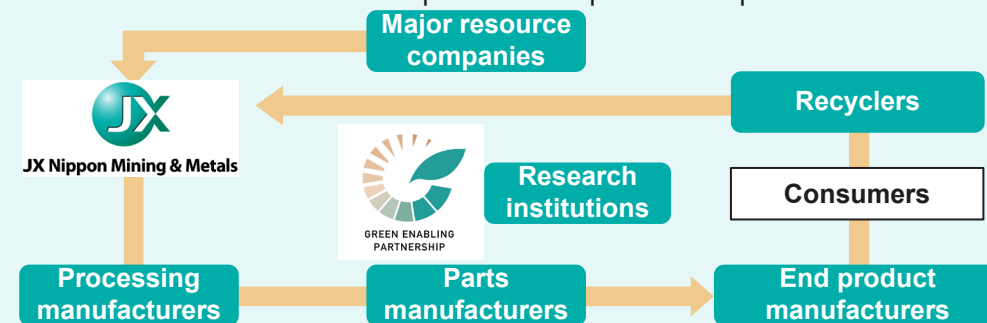 Major resource
companies
JX
JX Nippon Mining & Metals
Recyclers
GREEN ENABLING
PARTNERSHIP
Research
institutions
Consumers
Processing
manufacturers
Parts
manufacturers
End product
manufacturers